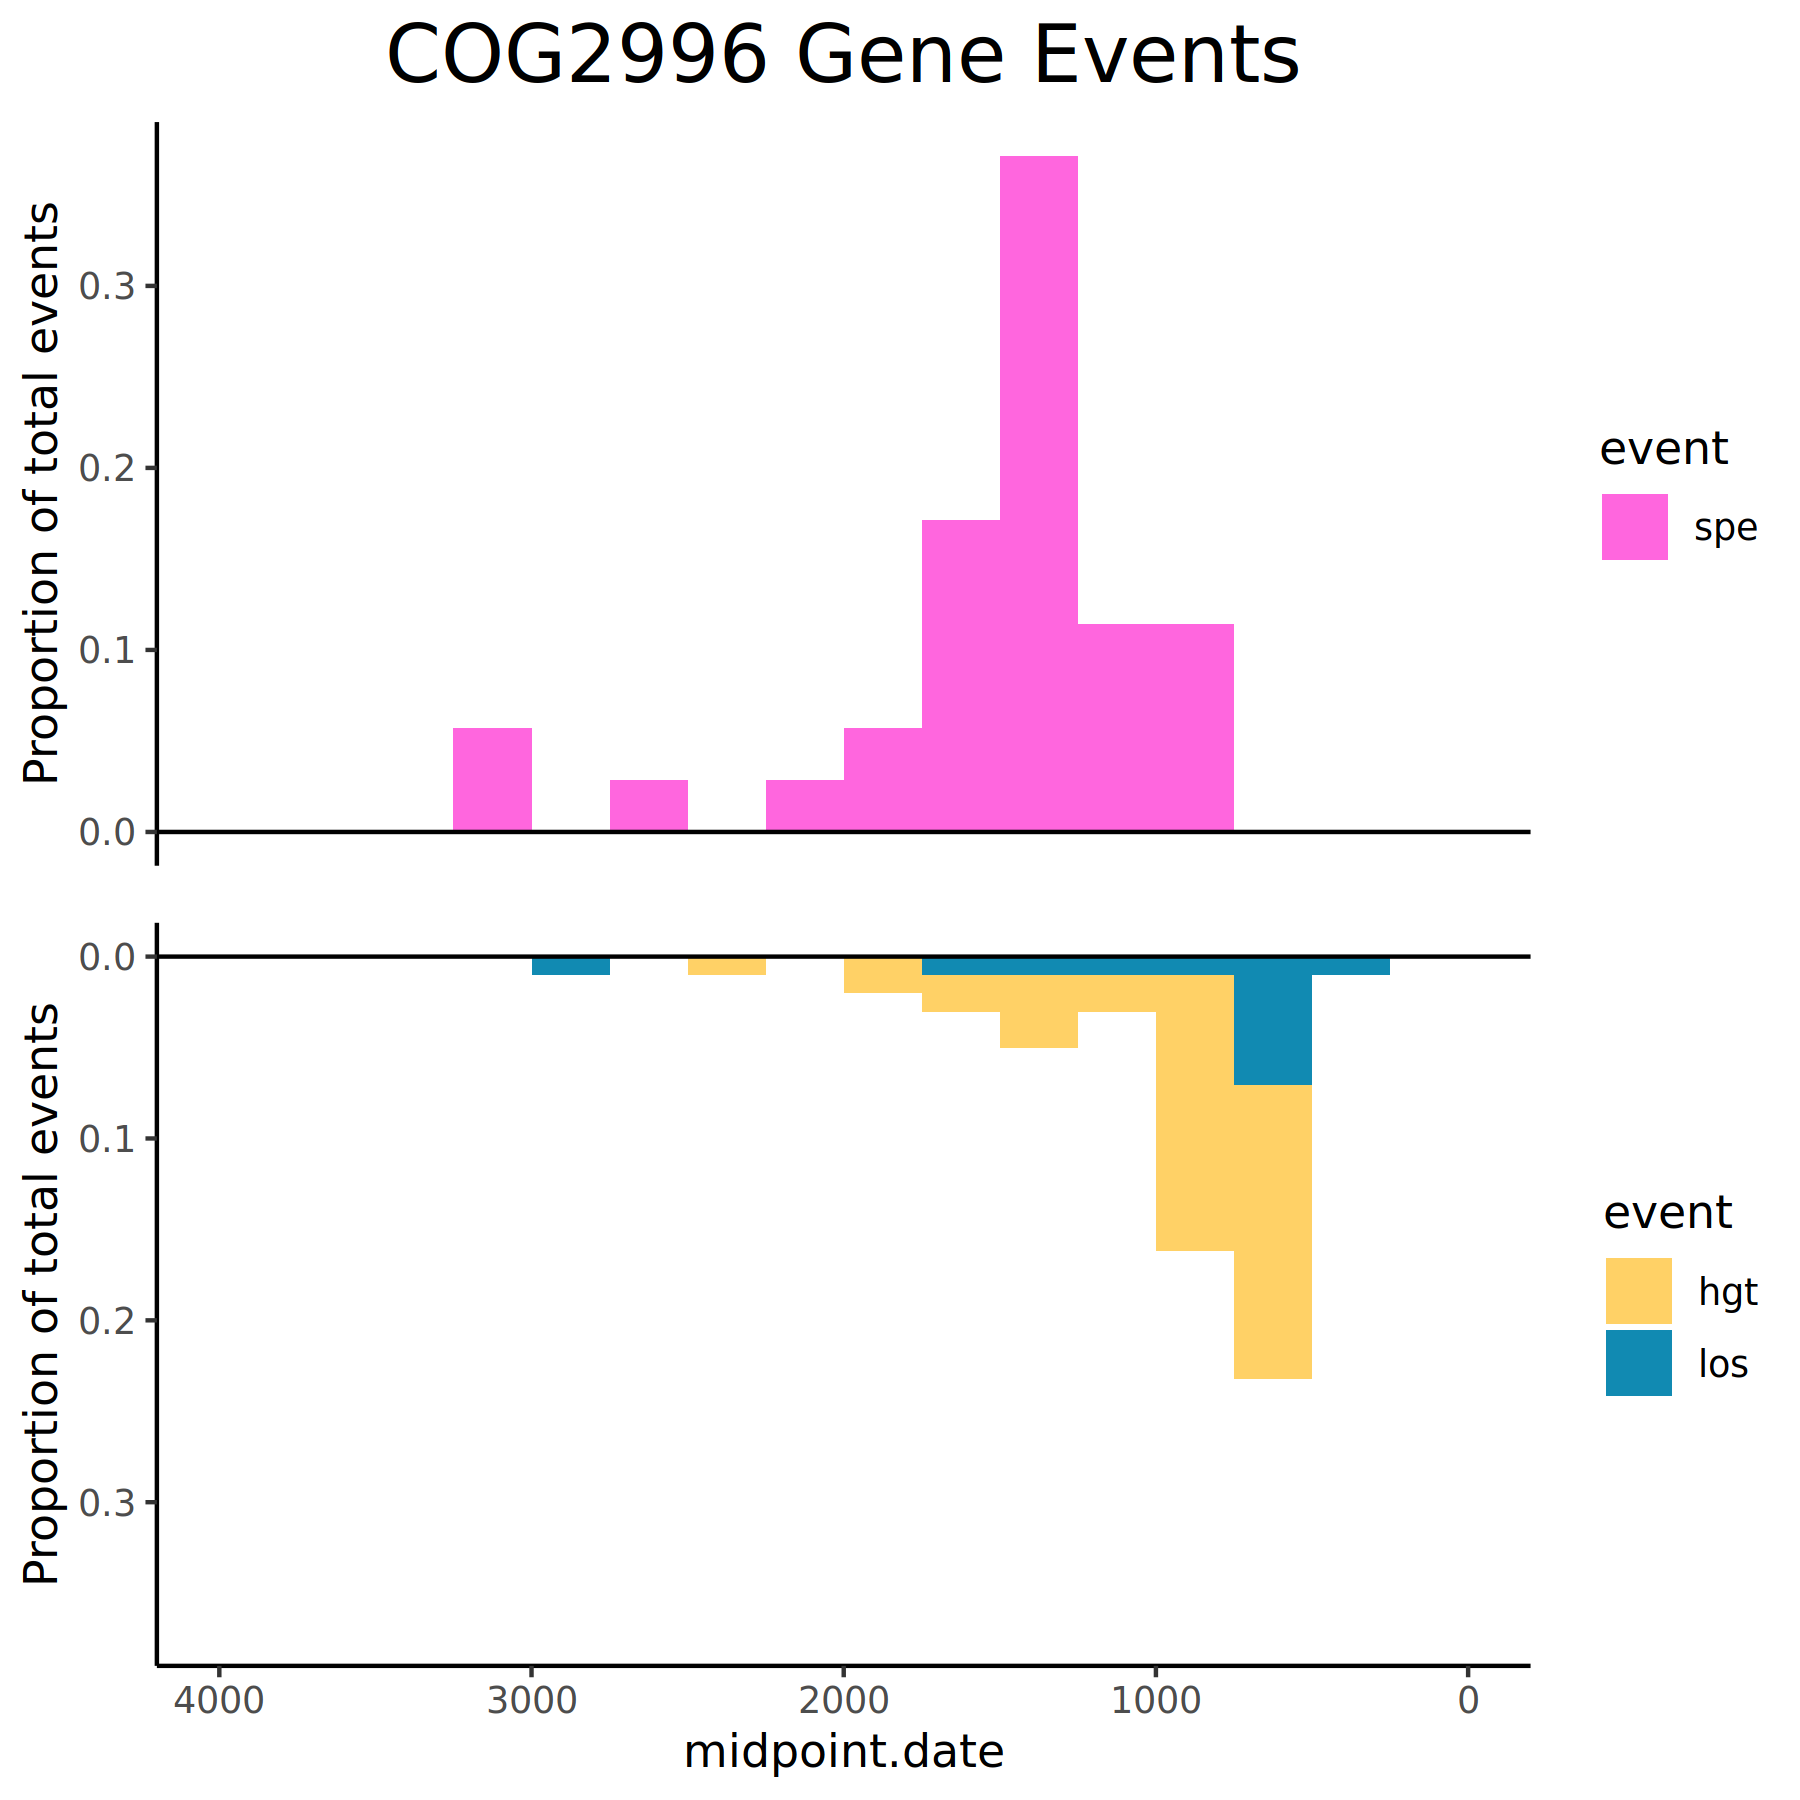 COG2996 Gene Events
Proportion of total events
0.3
0.2
0.1
0.0
event
spe
Proportion of total events
0.0
0.1
0.2
0.3
event
hgt
los
4000 3000 2000 1000 0
midpoint.date